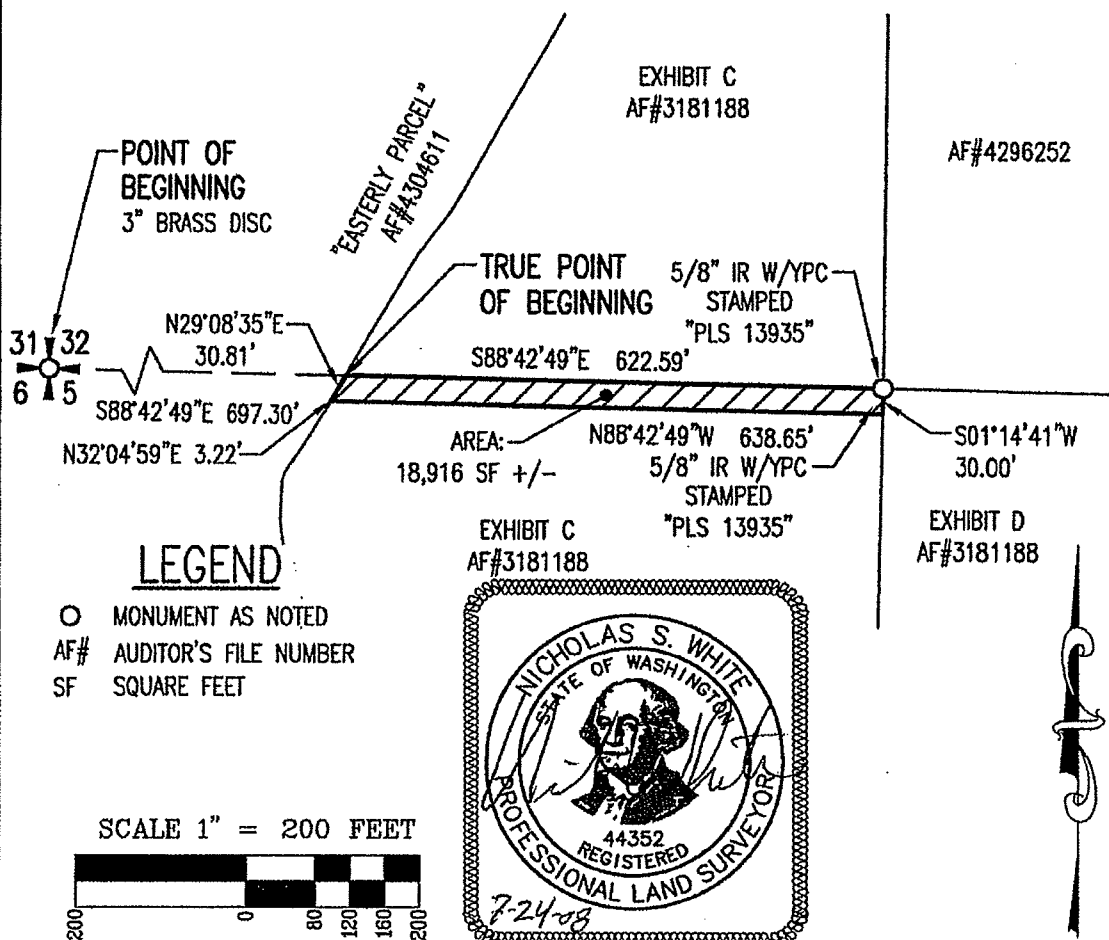 EXHIBIT C
AF#3181188
AF#4296252
"EASTERLY PARCEL"
AF#4304611
POINT OF
BEGINNING
3" BRASS DISC
TRUE POINT
OF BEGINNING
5/8" IR W/YPC
STAMPED
"PLS 13935"
N29°08'35"E
30.81'
31 32
6 5
S88°42'49"E 622.59'
S88°42'49"E 697.30'
N32°04'59"E 3.22'
AREA:
18,916 SF +/-
N88°42'49"W 638.65'
5/8" IR W/YPC
STAMPED
"PLS 13935"
S01°14'41"W
30.00'
EXHIBIT C
AF#3181188
EXHIBIT D
AF#3181188
LEGEND
MONUMENT AS NOTED
AF# AUDITOR'S FILE NUMBER
SF SQUARE FEET
NICHOLAS S. WHITE
STATE OF WASHINGTON
44352
REGISTERED
PROFESSIONAL LAND SURVEYOR
7-24-08
SCALE 1" = 200 FEET
200 0 80 120 160 200